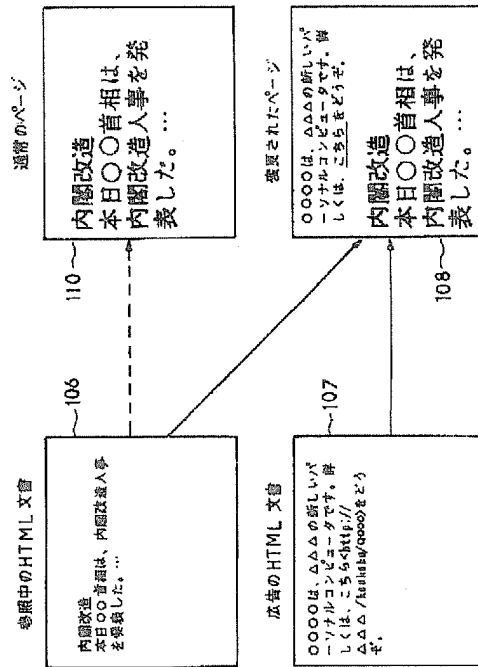 参照中のHTML文書
106
内閣改造
本日○○首相は、内閣改造人事
を発表した。…
通常のページ
110
内閣改造
本日○○首相は、
内閣改造人事を発
表した。…
広告のHTML文書
107
○○○○は、△△△の新しいパ
ーソナルコンピュータです。詳
しくは、こちら<http://
△△△/
をどう
ぞ。
変更されたページ
108
○○○○は、△△△の新しいパ
ーソナルコンピュータです。詳
しくは、こちらをどうぞ。
内閣改造
本日○○首相は、
内閣改造人事を発
表した。…